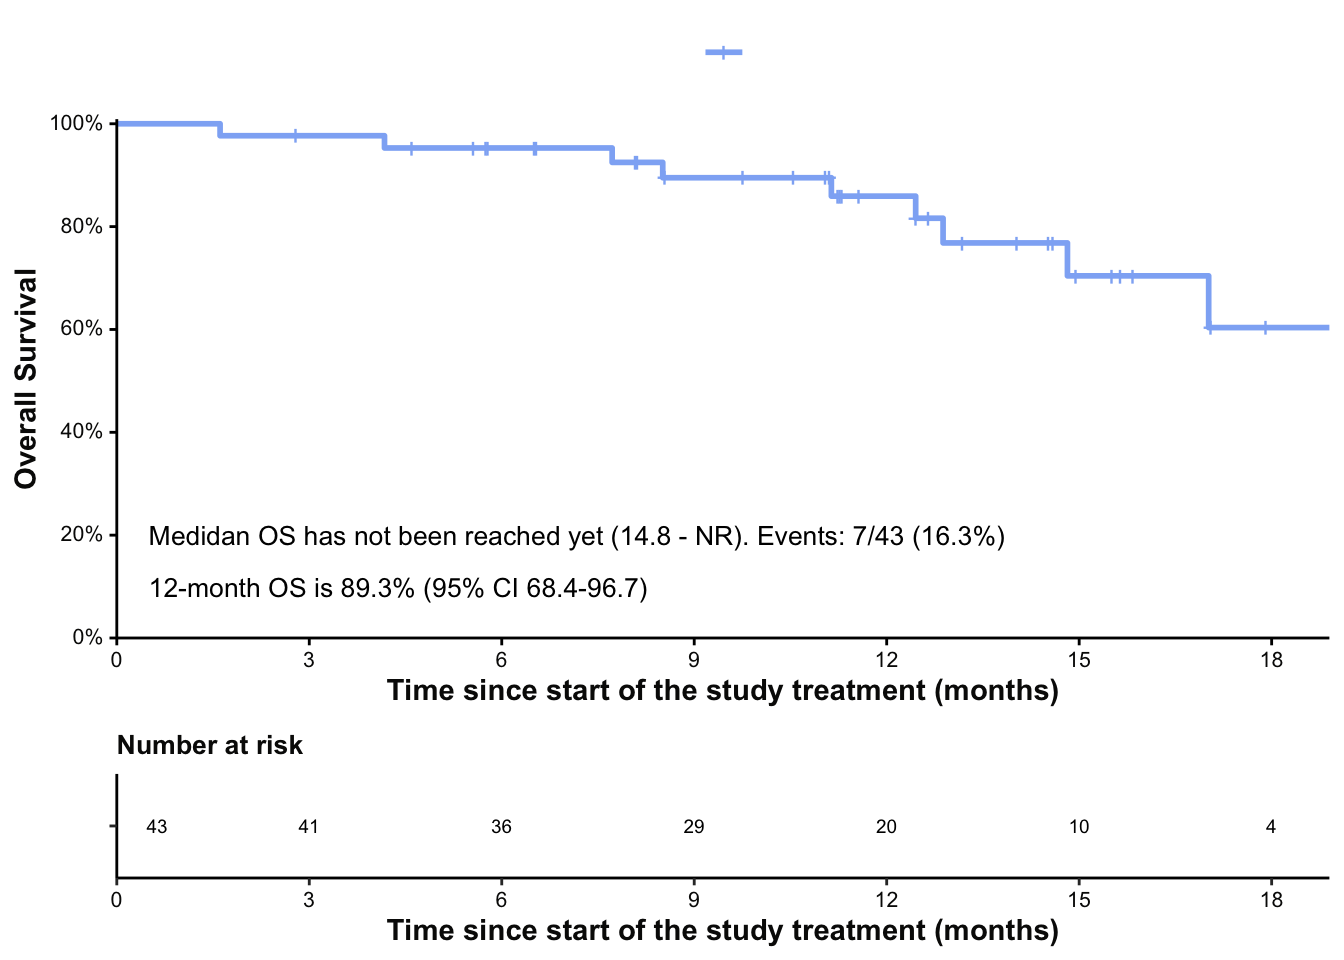 100%
80%
60%
40%
20%
0%
Overall Survival
Medidan OS has not been reached yet (14.8 - NR). Events: 7/43 (16.3%)
12-month OS is 89.3% (95% CI 68.4-96.7)
0 3 6 9 12 15 18
Time since start of the study treatment (months)
Number at risk
43 41 36 29 20 10 4
0 3 6 9 12 15 18
Time since start of the study treatment (months)